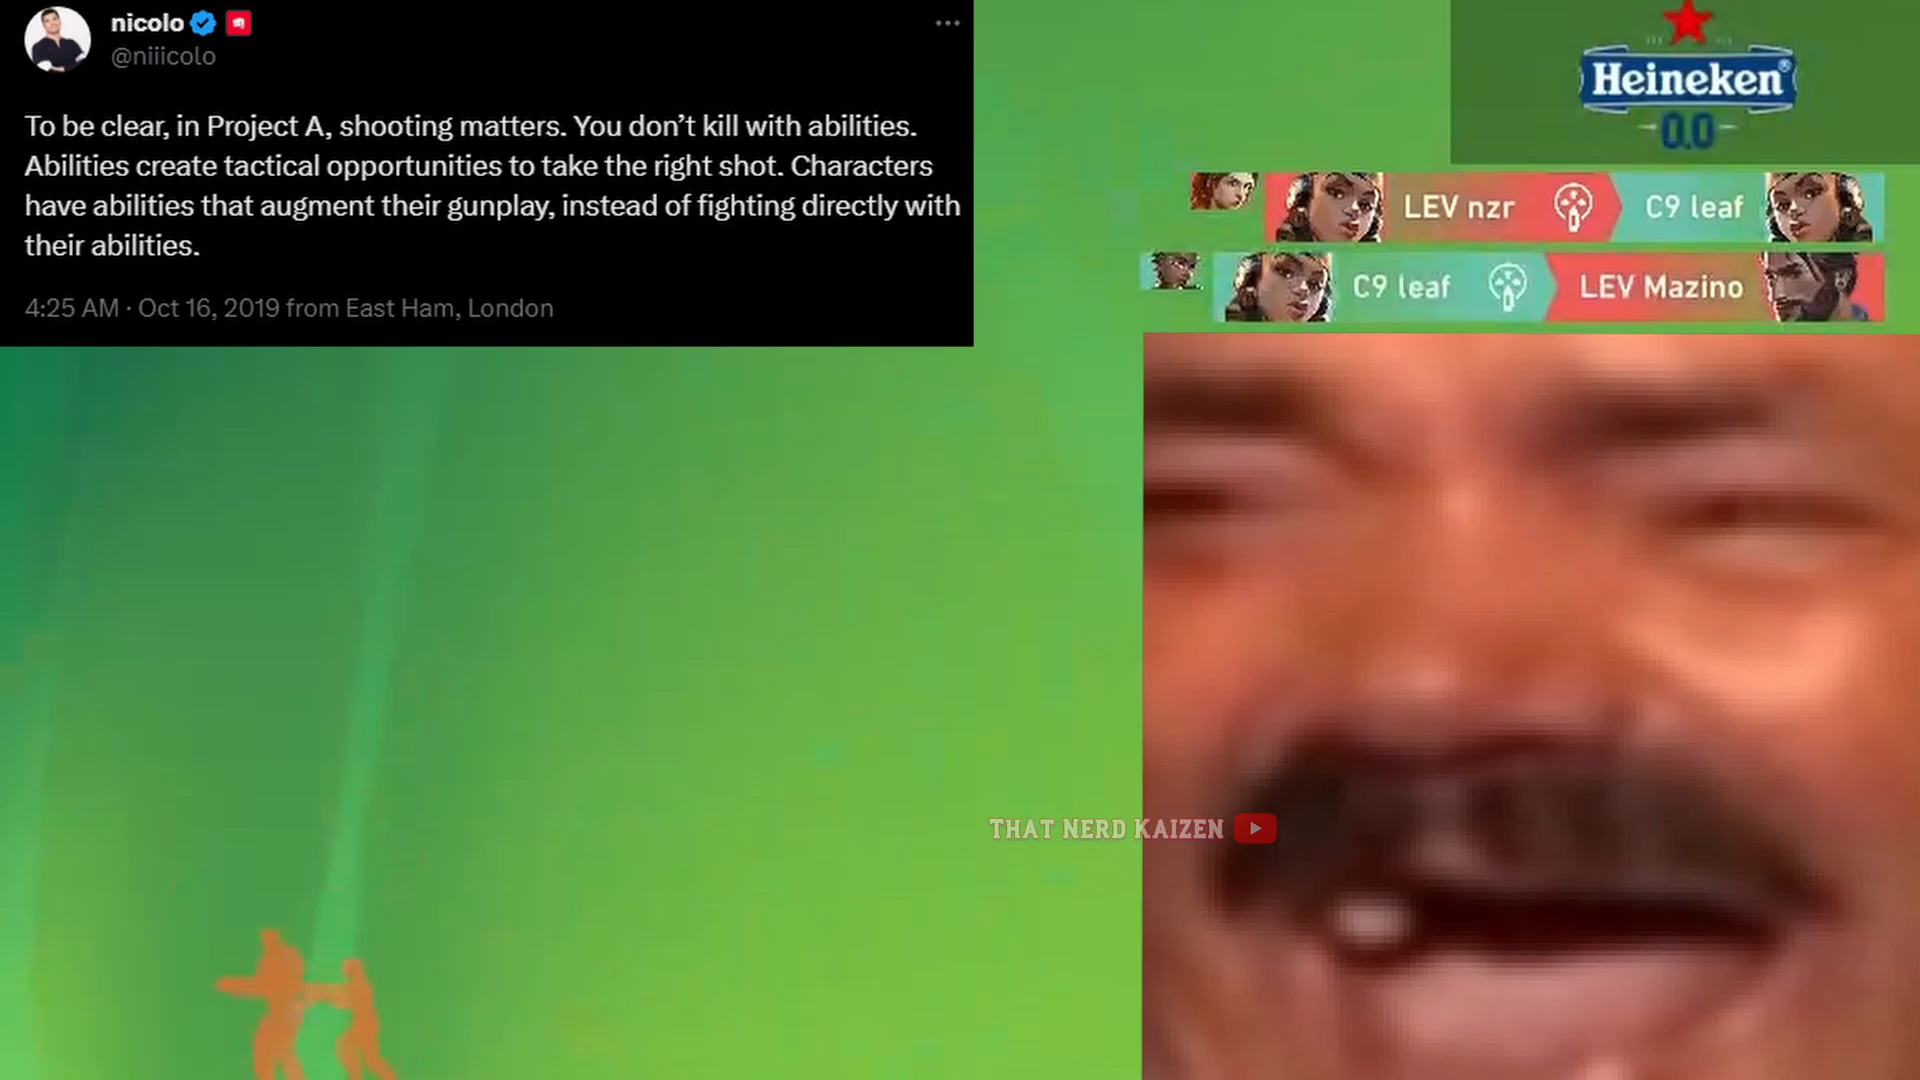 nicolo
@niiicolo
To be clear, in Project A, shooting matters. You don’t kill with abilities.
Abilities create tactical opportunities to take the right shot. Characters
have abilities that augment their gunplay, instead of fighting directly with
their abilities.
4:25 AM · Oct 16, 2019 from East Ham, London
Heineken®
0.0
LEV nzr C9 leaf
C9 leaf LEV Mazino
THAT NERD KAIZEN